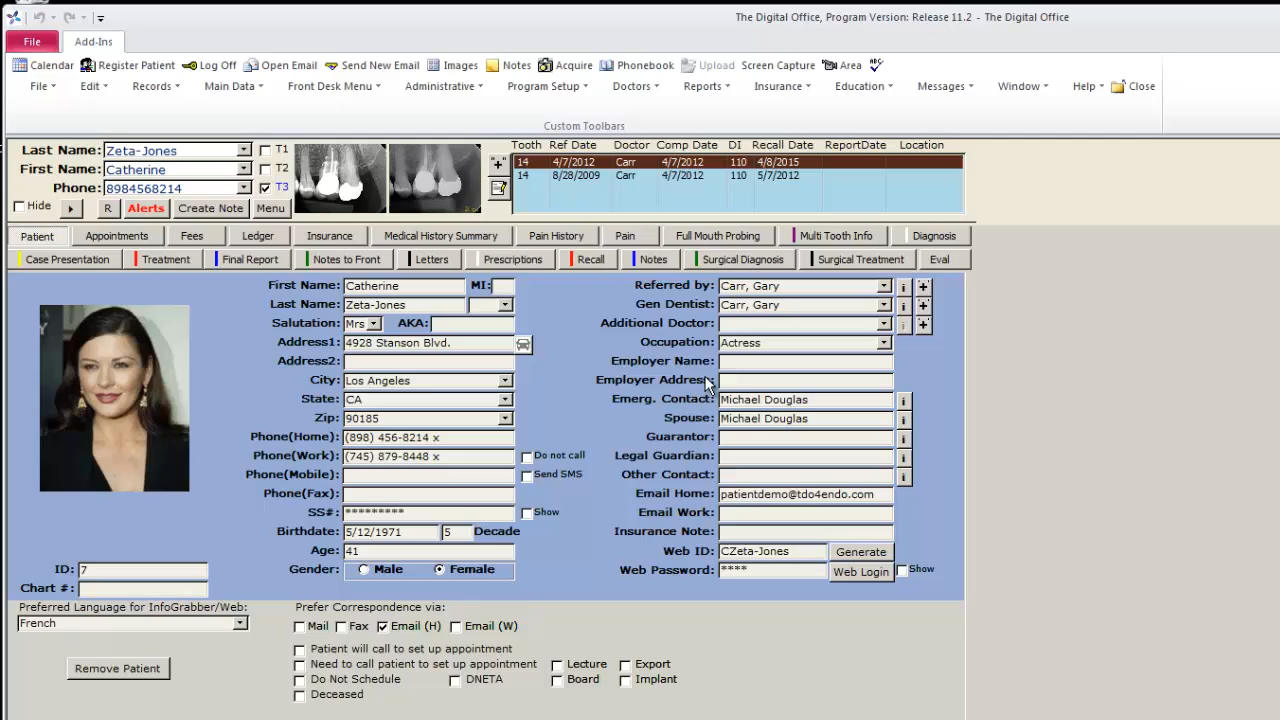 The Digital Office, Program Version: Release 11.2 - The Digital Office
File Add-Ins
Calendar Register Patient Log Off Open Email Send New Email Images Notes Acquire Phonebook Upload Screen Capture Area ABC
File Edit Records Main Data Front Desk Menu Administrative Program Setup Doctors Reports Insurance Education Messages Window Help Close
Custom Toolbars
Last Name: Zeta-Jones T1
First Name: Catherine T2
Phone: 8984568214 T3
Hide R Alerts Create Note Menu
"+"
Tooth Ref Date Doctor Comp Date DI Recall Date ReportDate Location
14 4/7/2012 Carr 4/7/2012 110 4/8/2015
14 8/28/2009 Carr 4/7/2012 110 5/7/2012
Patient Appointments Fees Ledger Insurance Medical History Summary Pain History Pain Full Mouth Probing Multi Tooth Info Diagnosis
Case Presentation Treatment Final Report Notes to Front Letters Prescriptions Recall Notes Surgical Diagnosis Surgical Treatment Eval
First Name: Catherine MI: Referred by: Carr, Gary i +
Last Name: Zeta-Jones Gen Dentist: Carr, Gary i +
Salutation: Mrs AKA: Additional Doctor: i +
Address1: 4928 Stanson Blvd. Occupation: Actress
Address2: Employer Name:
City: Los Angeles Employer Address:
State: CA Emerg. Contact: Michael Douglas i
Zip: 90185 Spouse: Michael Douglas i
Phone(Home): (898) 456-8214 x Guarantor: i
Phone(Work): (745) 879-8448 x Do not call Legal Guardian: i
Phone(Mobile): Send SMS Other Contact: i
Phone(Fax): Email Home: patientdemo@tdo4endo.com
SS#: ********* Show Email Work:
Birthdate: 5/12/1971 5 Decade Insurance Note:
Age: 41 Web ID: CZeta-Jones Generate
Gender: Male Female Web Password: **** Web Login Show
ID: 7
Chart #:
Preferred Language for InfoGrabber/Web:
French
Prefer Correspondence via:
Mail Fax Email (H) Email (W)
Patient will call to set up appointment
Need to call patient to set up appointment Lecture Export
Do Not Schedule DNETA Board Implant
Deceased
Remove Patient